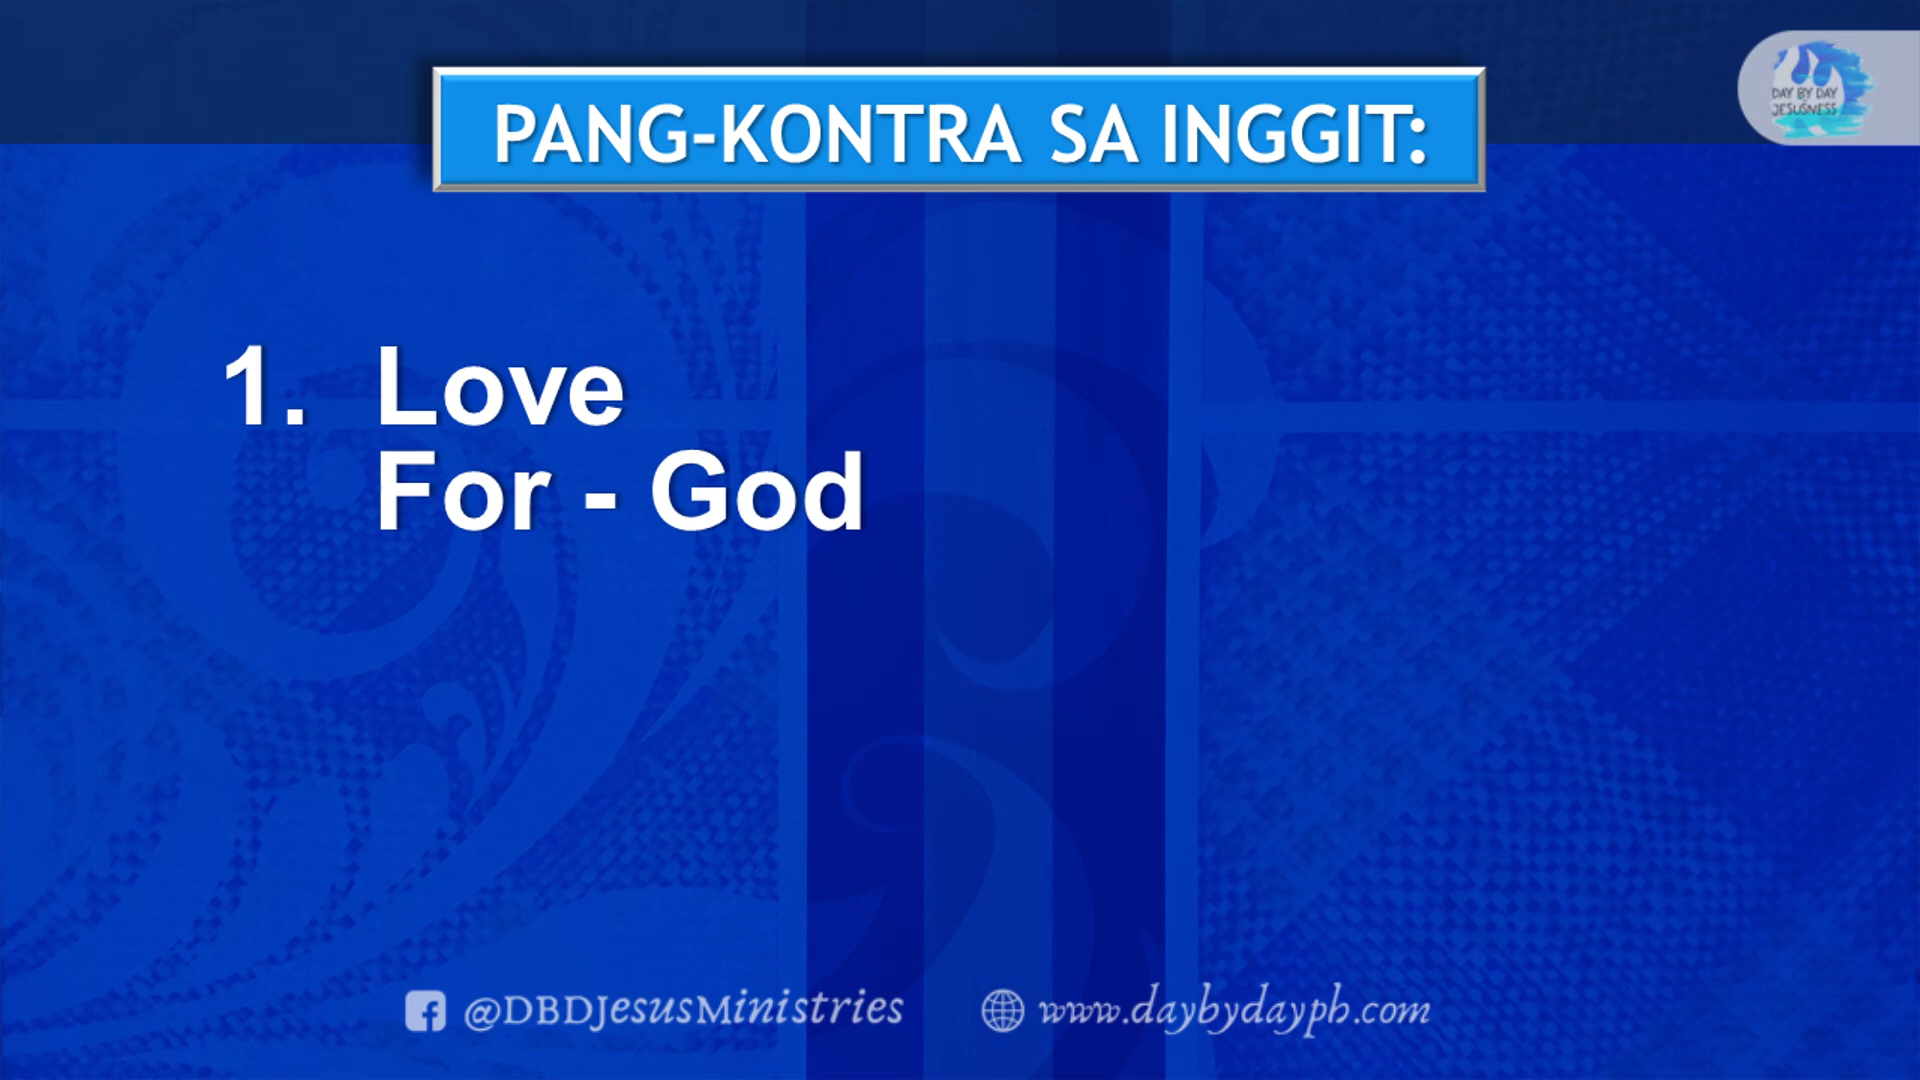 PANG-KONTRA SA INGGIT:
DAY BY DAY
JESUSNESS
1. Love
For - God
@DBDJesusMinistries
www.daybydayph.com